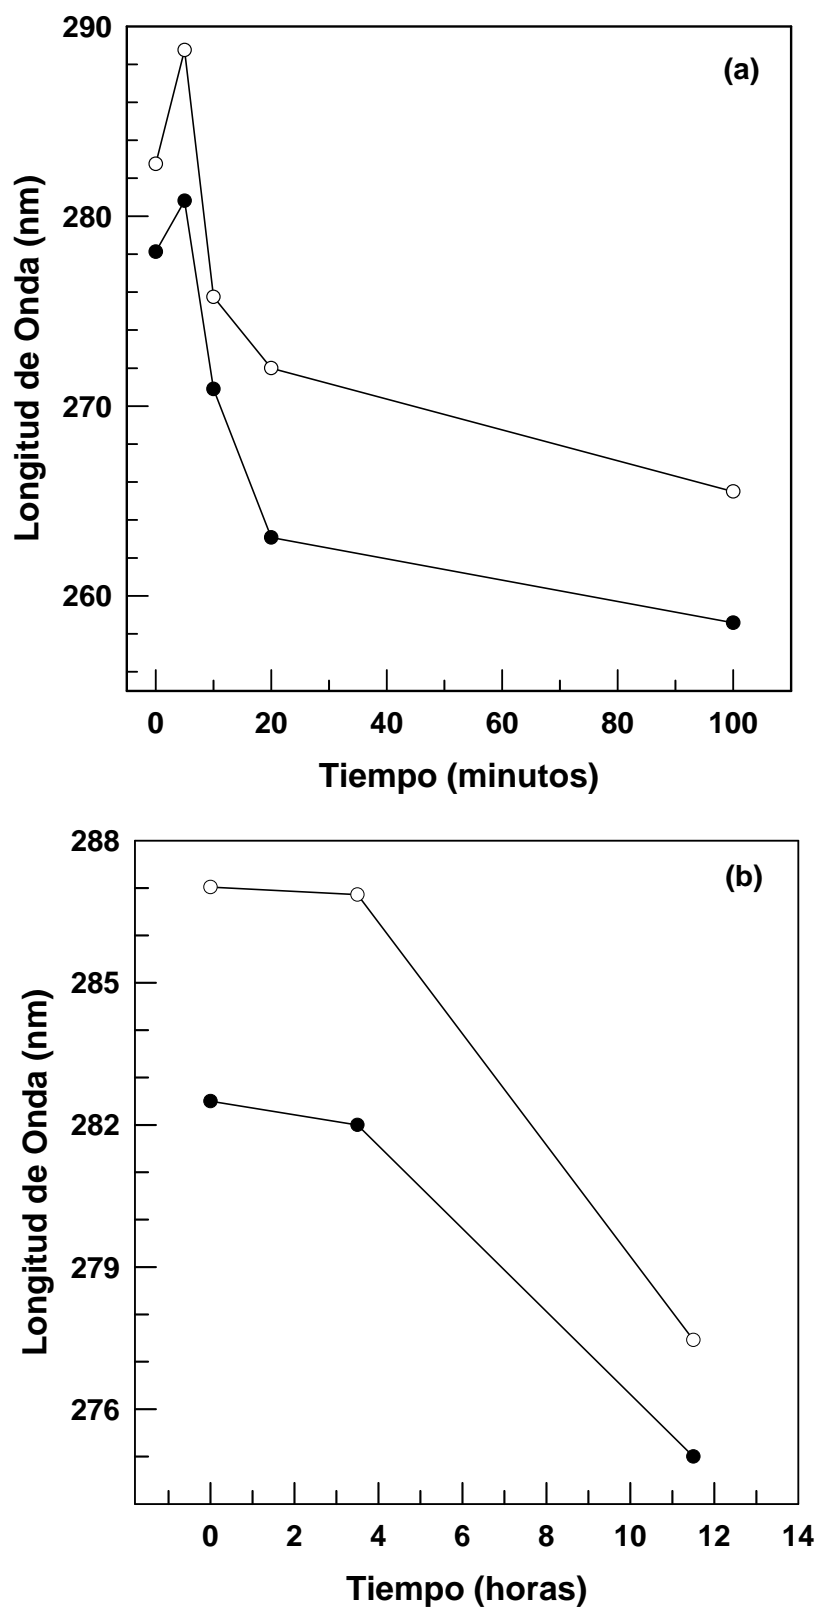 290
(a)
280
270
260
Longitud de Onda (nm)
0 20 40 60 80 100
Tiempo (minutos)
288
(b)
285
282
279
276
Longitud de Onda (nm)
0 2 4 6 8 10 12 14
Tiempo (horas)